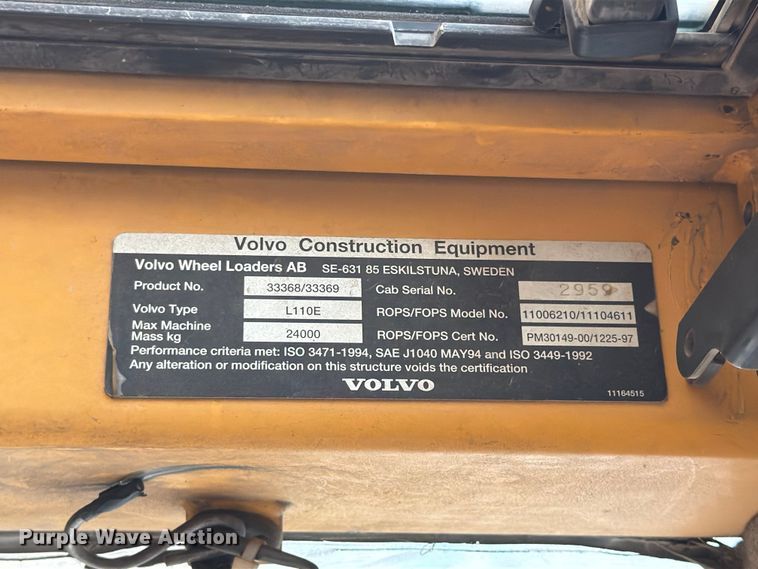 Volvo Construction Equipment
Volvo Wheel Loaders AB SE-631 85 ESKILSTUNA, SWEDEN
Product No. 33368/33369 Cab Serial No. 2959
Volvo Type L110E ROPS/FOPS Model No. 11006210/11104611
Max Machine Mass kg 24000 ROPS/FOPS Cert No. PM30149-00/1225-97
Performance criteria met: ISO 3471-1994, SAE J1040 MAY94 and ISO 3449-1992
Any alteration or modification on this structure voids the certification
VOLVO
11164515
Purple Wave Auction